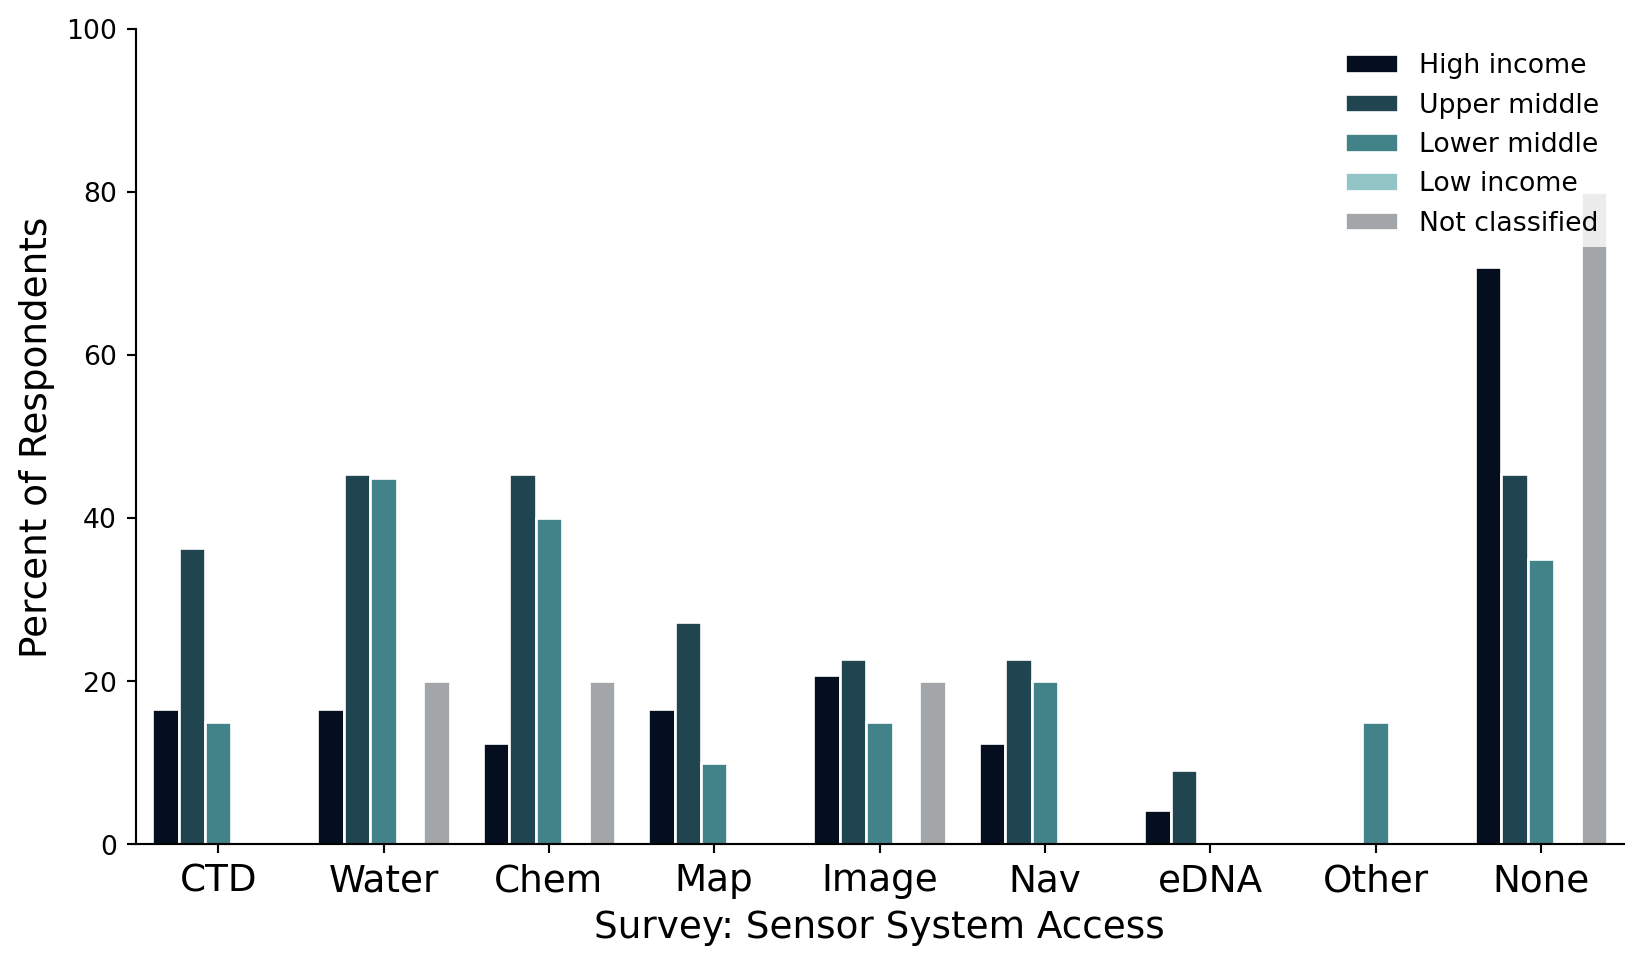 100
80
60
40
20
0
Percent of Respondents
High income
Upper middle
Lower middle
Low income
Not classified
CTD Water Chem Map Image Nav eDNA Other None
Survey: Sensor System Access